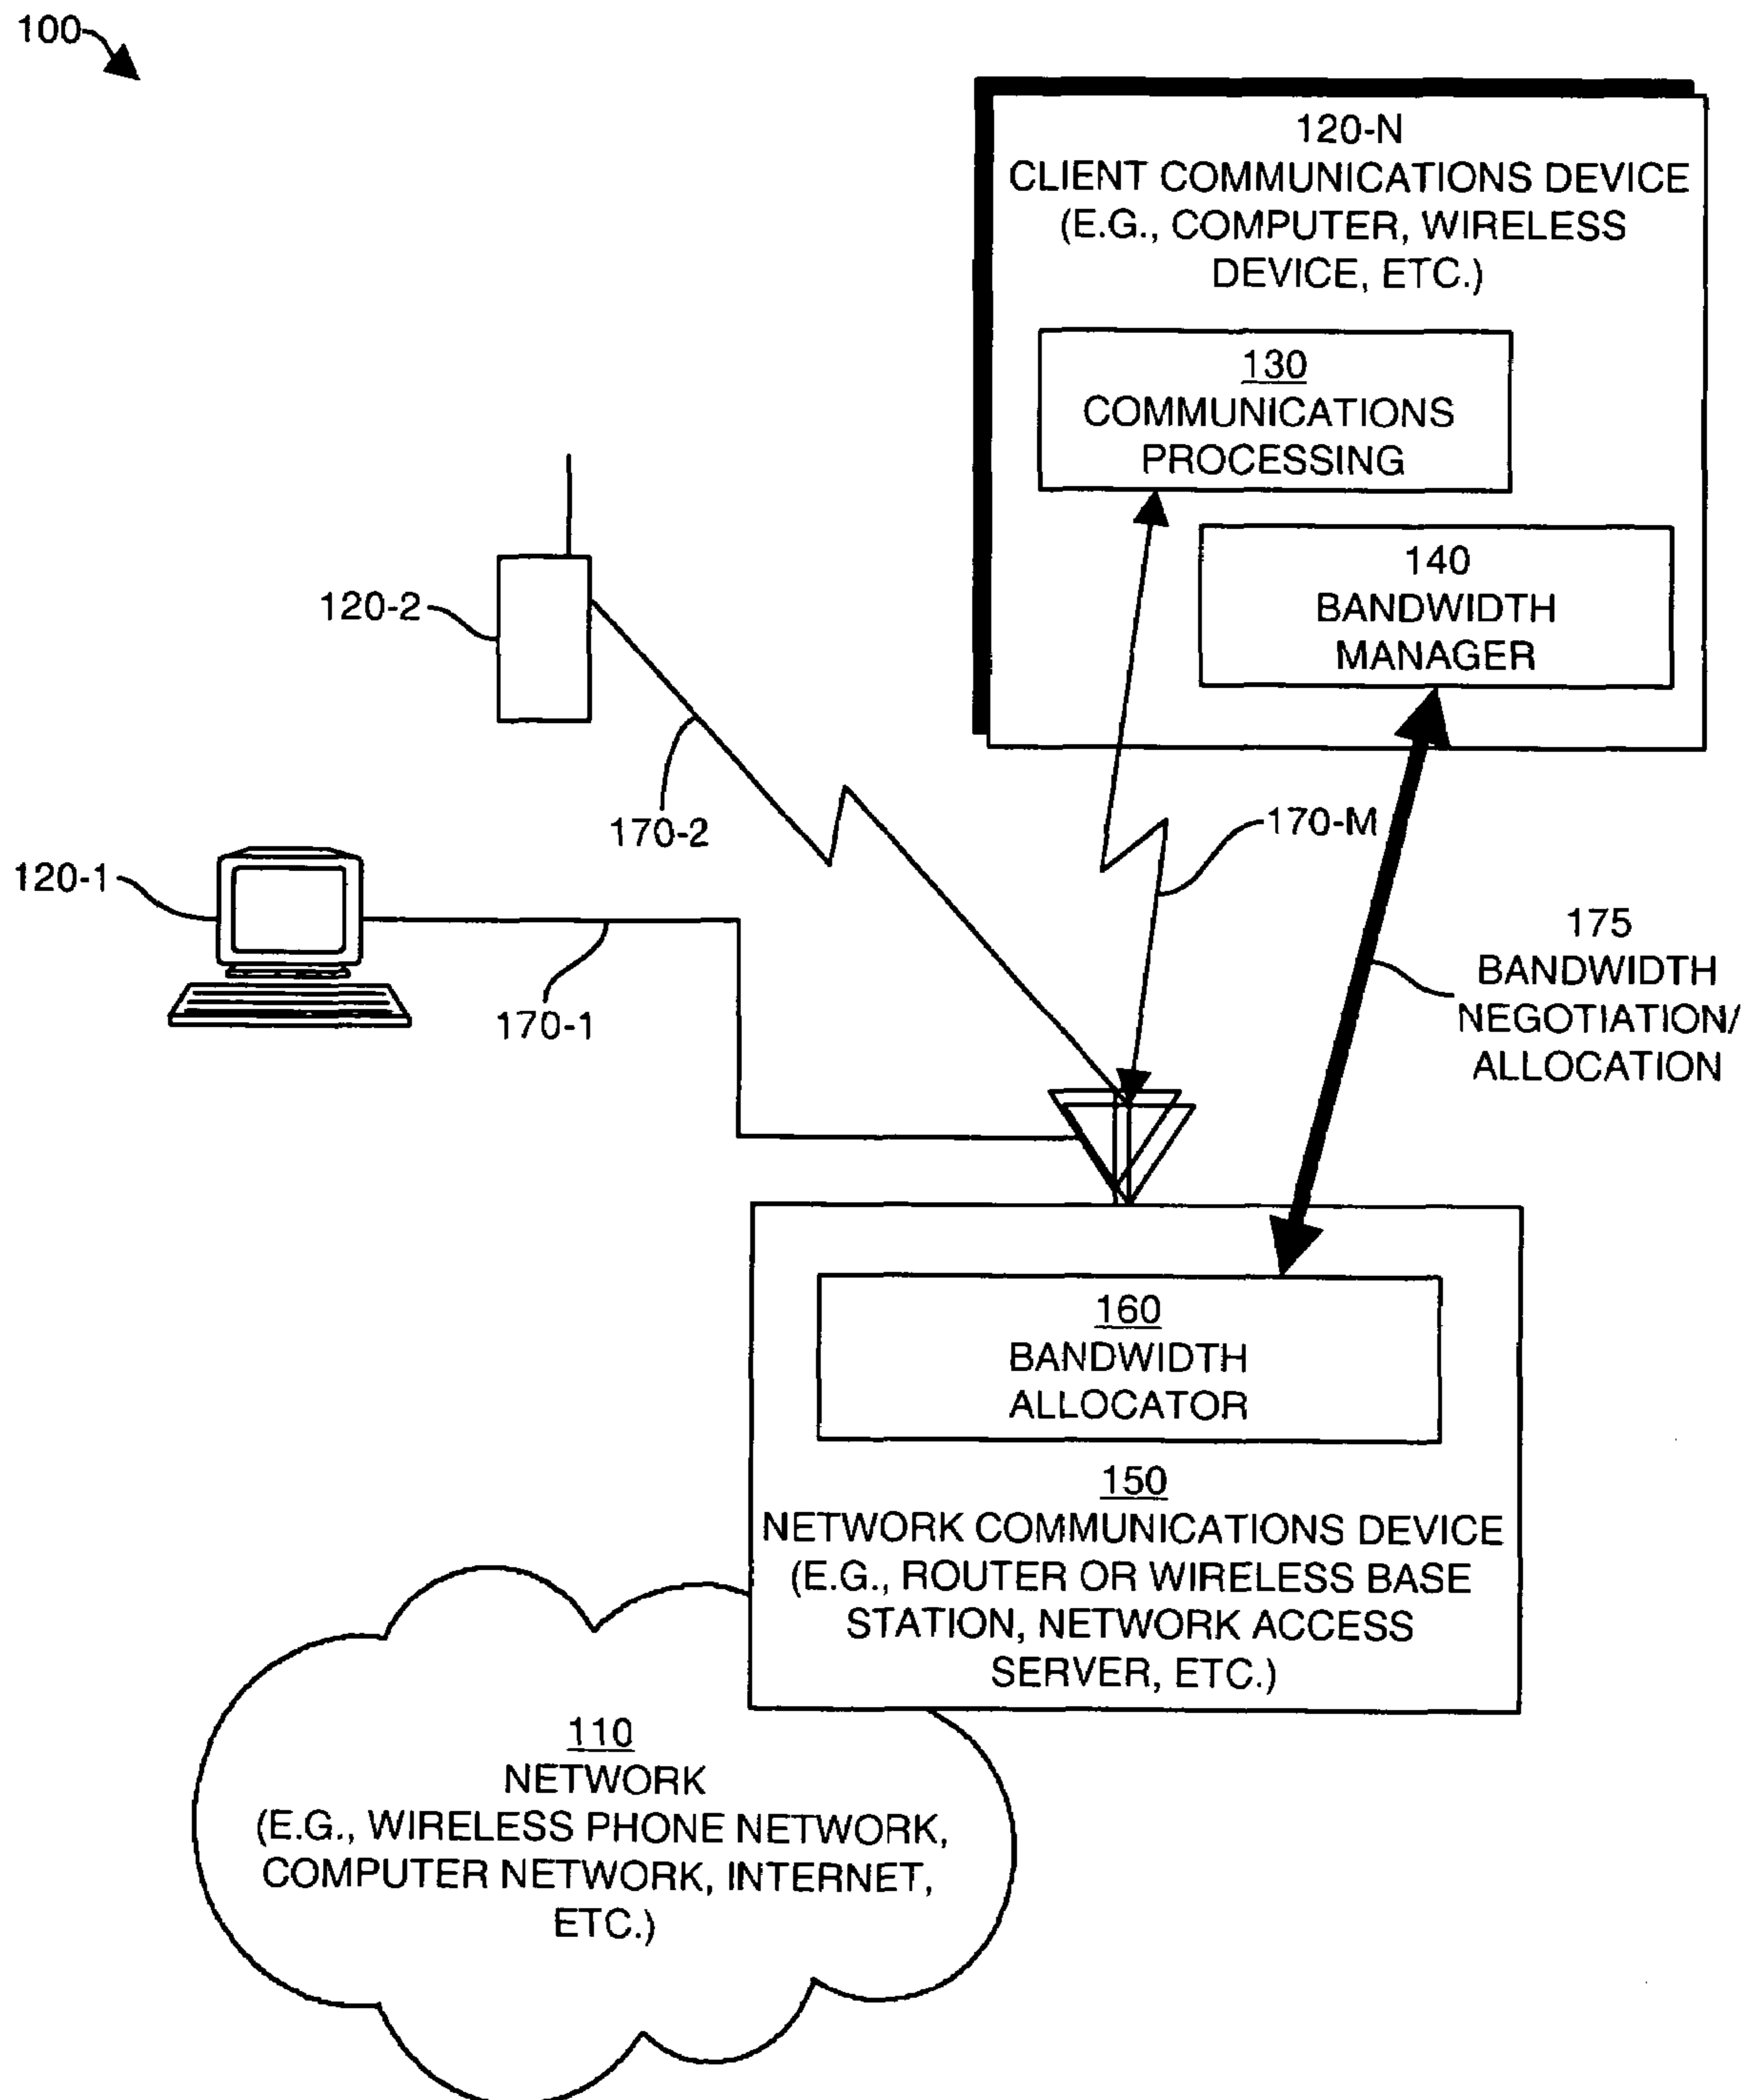 100
120-N
CLIENT COMMUNICATIONS DEVICE
(E.G., COMPUTER, WIRELESS
DEVICE, ETC.)
130
COMMUNICATIONS
PROCESSING
140
BANDWIDTH
MANAGER
120-2
170-2
170-M
120-1
170-1
175
BANDWIDTH
NEGOTIATION/
ALLOCATION
160
BANDWIDTH
ALLOCATOR
150
NETWORK COMMUNICATIONS DEVICE
(E.G., ROUTER OR WIRELESS BASE
STATION, NETWORK ACCESS
SERVER, ETC.)
110
NETWORK
(E.G., WIRELESS PHONE NETWORK,
COMPUTER NETWORK, INTERNET,
ETC.)